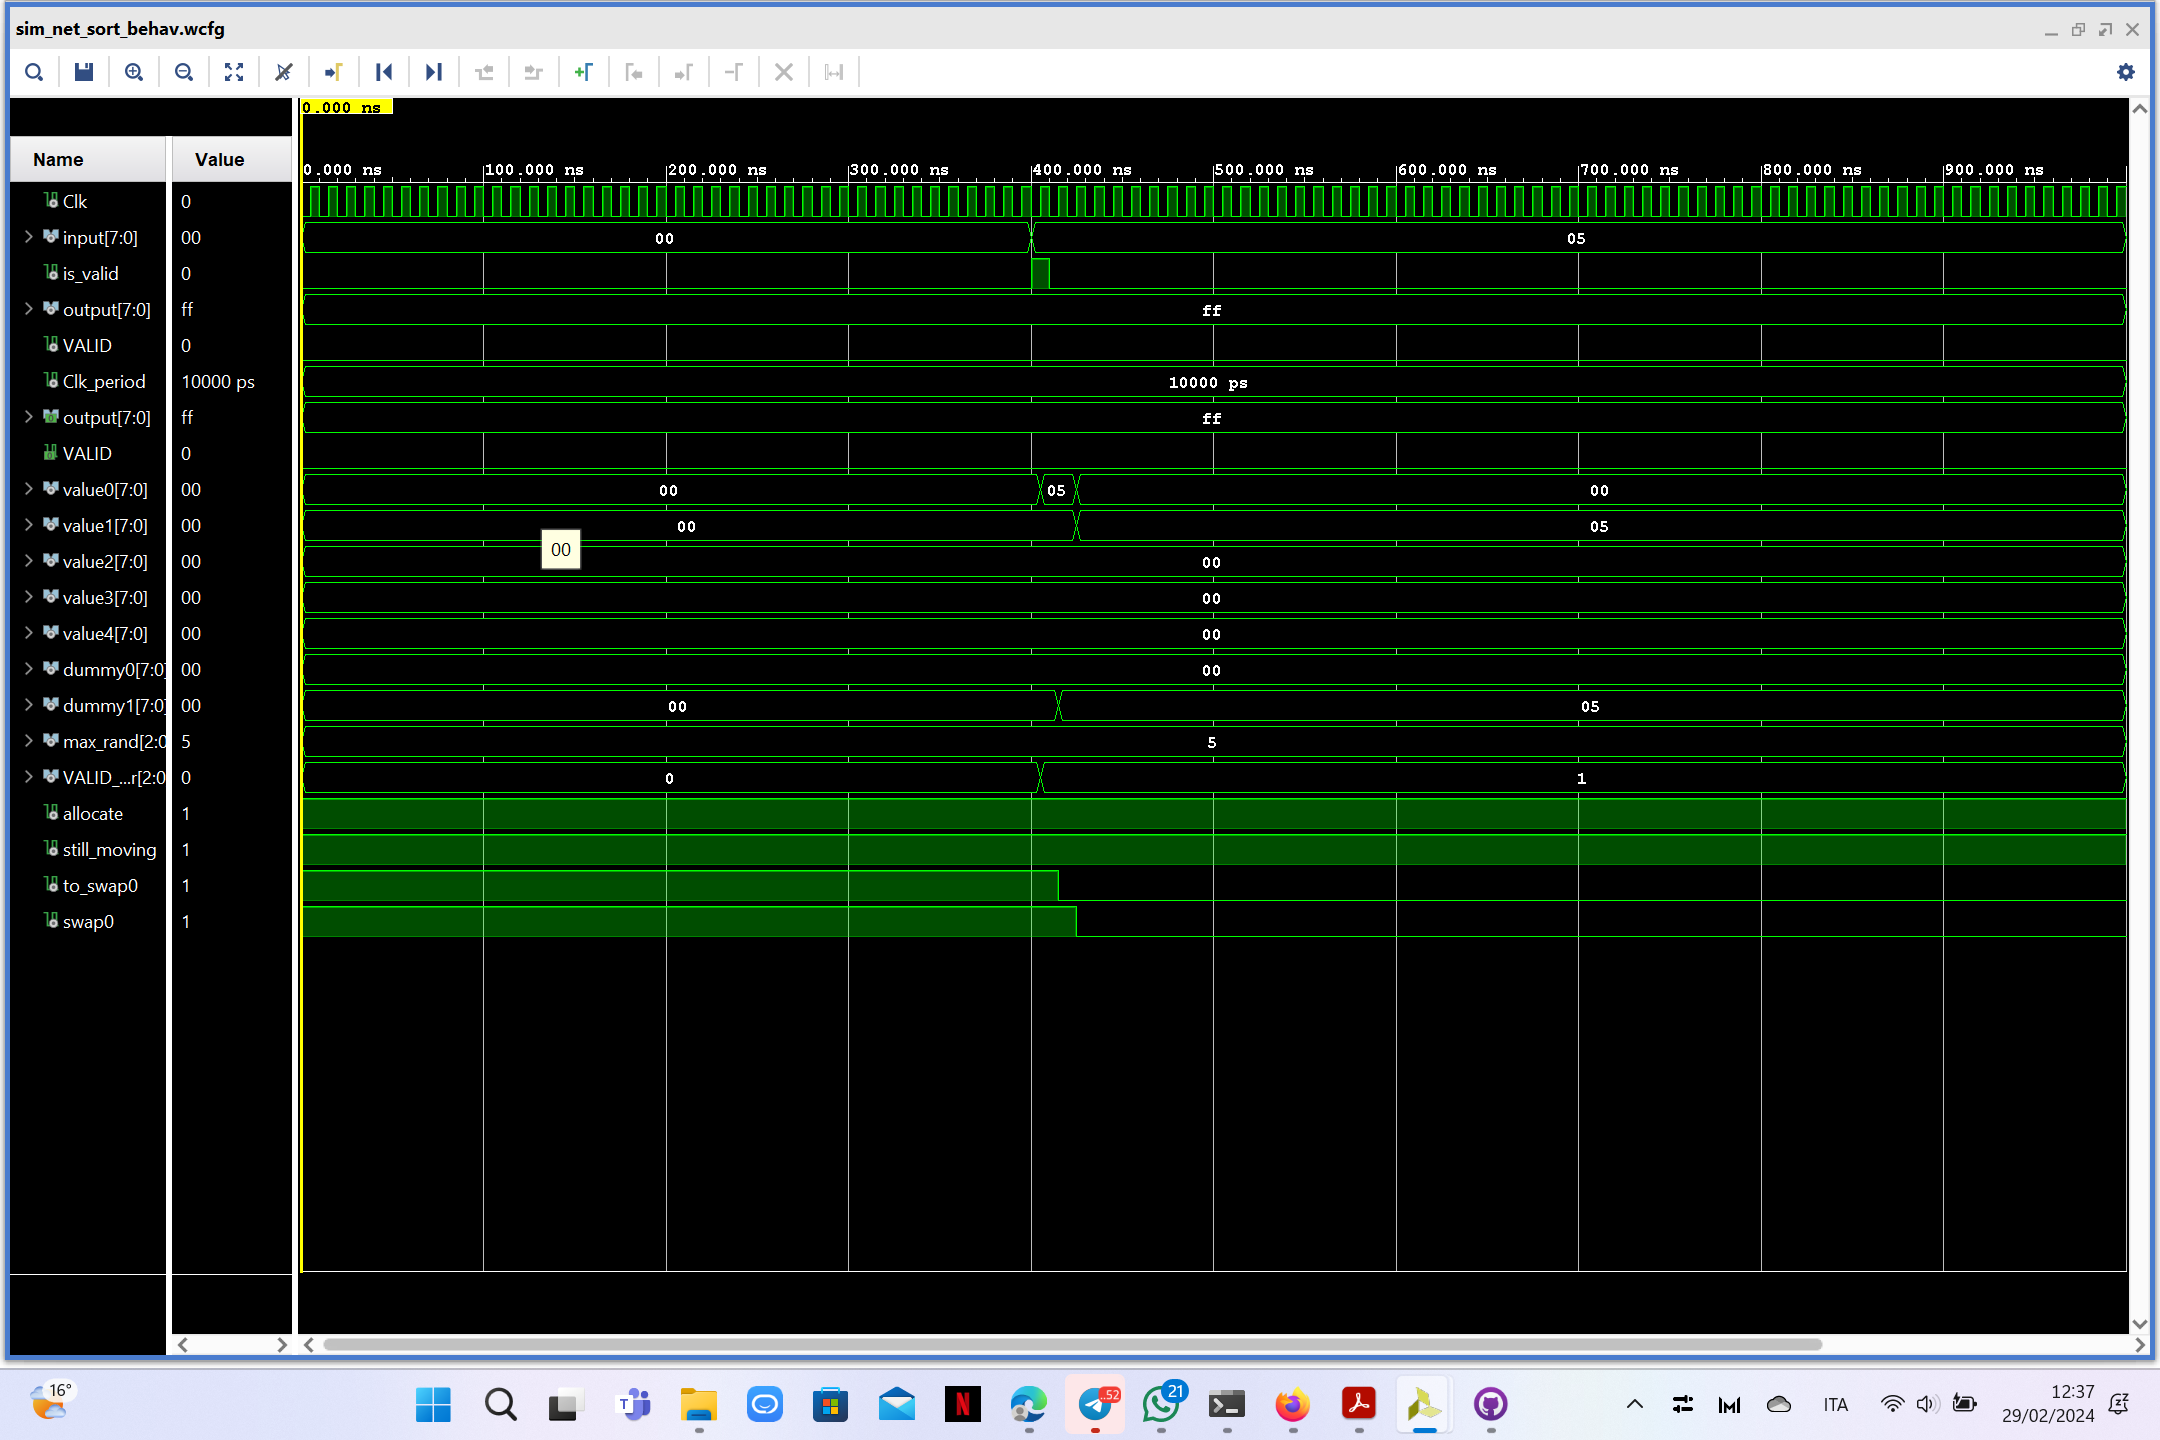 sim_net_sort_behav.wcfg
0.000 ns
Name Value
0.000 ns 100.000 ns 200.000 ns 300.000 ns 400.000 ns 500.000 ns 600.000 ns 700.000 ns 800.000 ns 900.000 ns
Clk 0
input[7:0] 00 00 05
is_valid 0
output[7:0] ff ff
VALID 0
Clk_period 10000 ps 10000 ps
output[7:0] ff ff
VALID 0
value0[7:0] 00 00 05 00
value1[7:0] 00 00 05
00
value2[7:0] 00 00
value3[7:0] 00 00
value4[7:0] 00 00
dummy0[7:0] 00 00
dummy1[7:0] 00 00 05
max_rand[2:0 5 5
VALID_...r[2:0 0 0 1
allocate 1
still_moving 1
to_swap0 1
swap0 1
16°
T
N
..52
21
ITA
12:37
29/02/2024